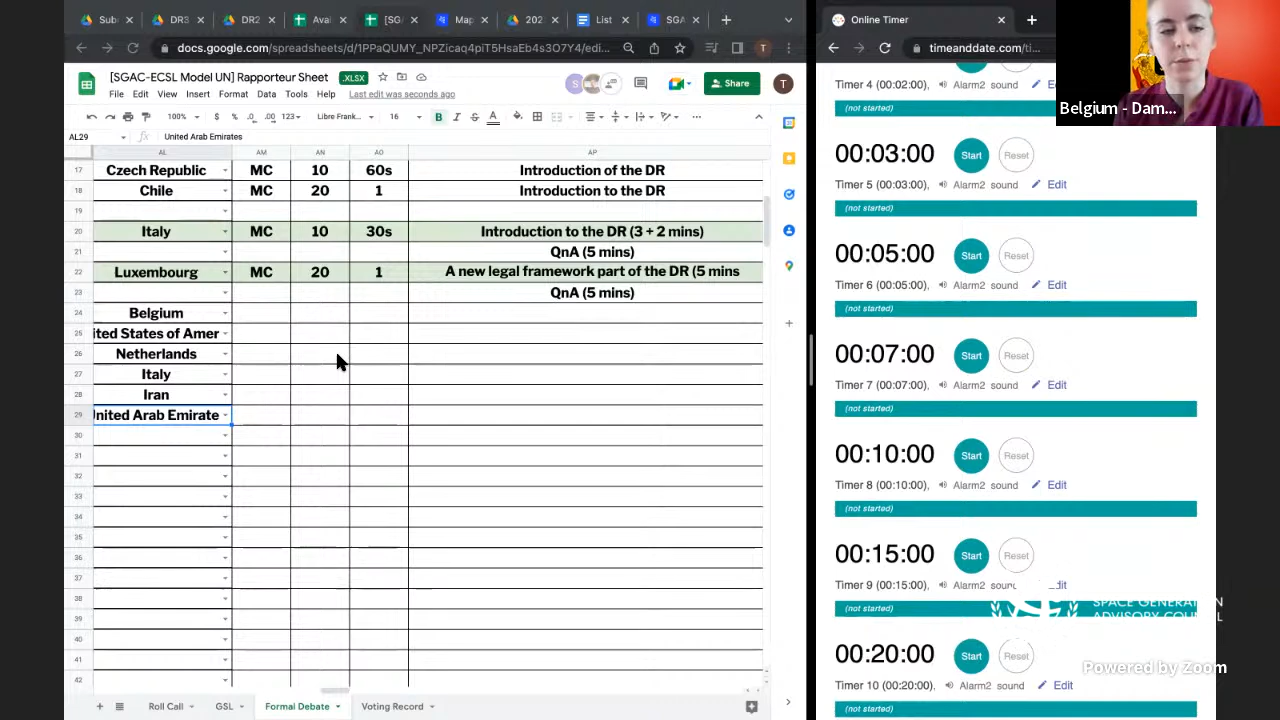 Sub
DR3
DR2
Avai
[SGA
Map
202
List
SGA
Online Timer
docs.google.com/spreadsheets/d/1PPaQUMY_NPZicaq4piT5HsaEb4s3O7Y4/edi...
timeanddate.com/ti...
[SGAC-ECSL Model UN] Rapporteur Sheet .XLSX
File Edit View Insert Format Data Tools Help Last edit was seconds ago
S
Share
T
100% $ % .0 .00 123 Libre Frank... 16 B I S A
AL29 fx United Arab Emirates
AL AM AN AO AP
17 Czech Republic MC 10 60s Introduction of the DR
18 Chile MC 20 1 Introduction to the DR
19
20 Italy MC 10 30s Introduction to the DR (3 + 2 mins)
21 QnA (5 mins)
22 Luxembourg MC 20 1 A new legal framework part of the DR (5 mins
23 QnA (5 mins)
24 Belgium
25 ited States of Amer
26 Netherlands
27 Italy
28 Iran
29 United Arab Emirate
30
31
32
33
34
35
36
37
38
39
40
41
42
Roll Call GSL Formal Debate Voting Record
Timer 4 (00:02:00), Alarm2 sound E
(not started)
00:03:00 Start Reset
Timer 5 (00:03:00), Alarm2 sound Edit
(not started)
00:05:00 Start Reset
Timer 6 (00:05:00), Alarm2 sound Edit
(not started)
00:07:00 Start Reset
Timer 7 (00:07:00), Alarm2 sound Edit
(not started)
00:10:00 Start Reset
Timer 8 (00:10:00), Alarm2 sound Edit
(not started)
00:15:00 Start Reset
Timer 9 (00:15:00), Alarm2 sound Edit
(not started)
00:20:00 Start Reset
Timer 10 (00:20:00), Alarm2 sound Edit
(not started)
Belgium - Dam...
SPACE GENERATION
ADVISORY COUNCIL
Powered by Zoom